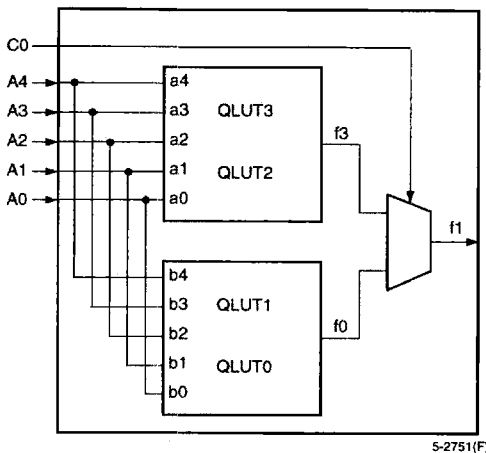 C0
A4
A3
A2
A1
A0
a4
a3
a2
a1
a0
QLUT3
QLUT2
f3
f1
b4
b3
b2
b1
b0
QLUT1
QLUT0
f0
5-2751(F)